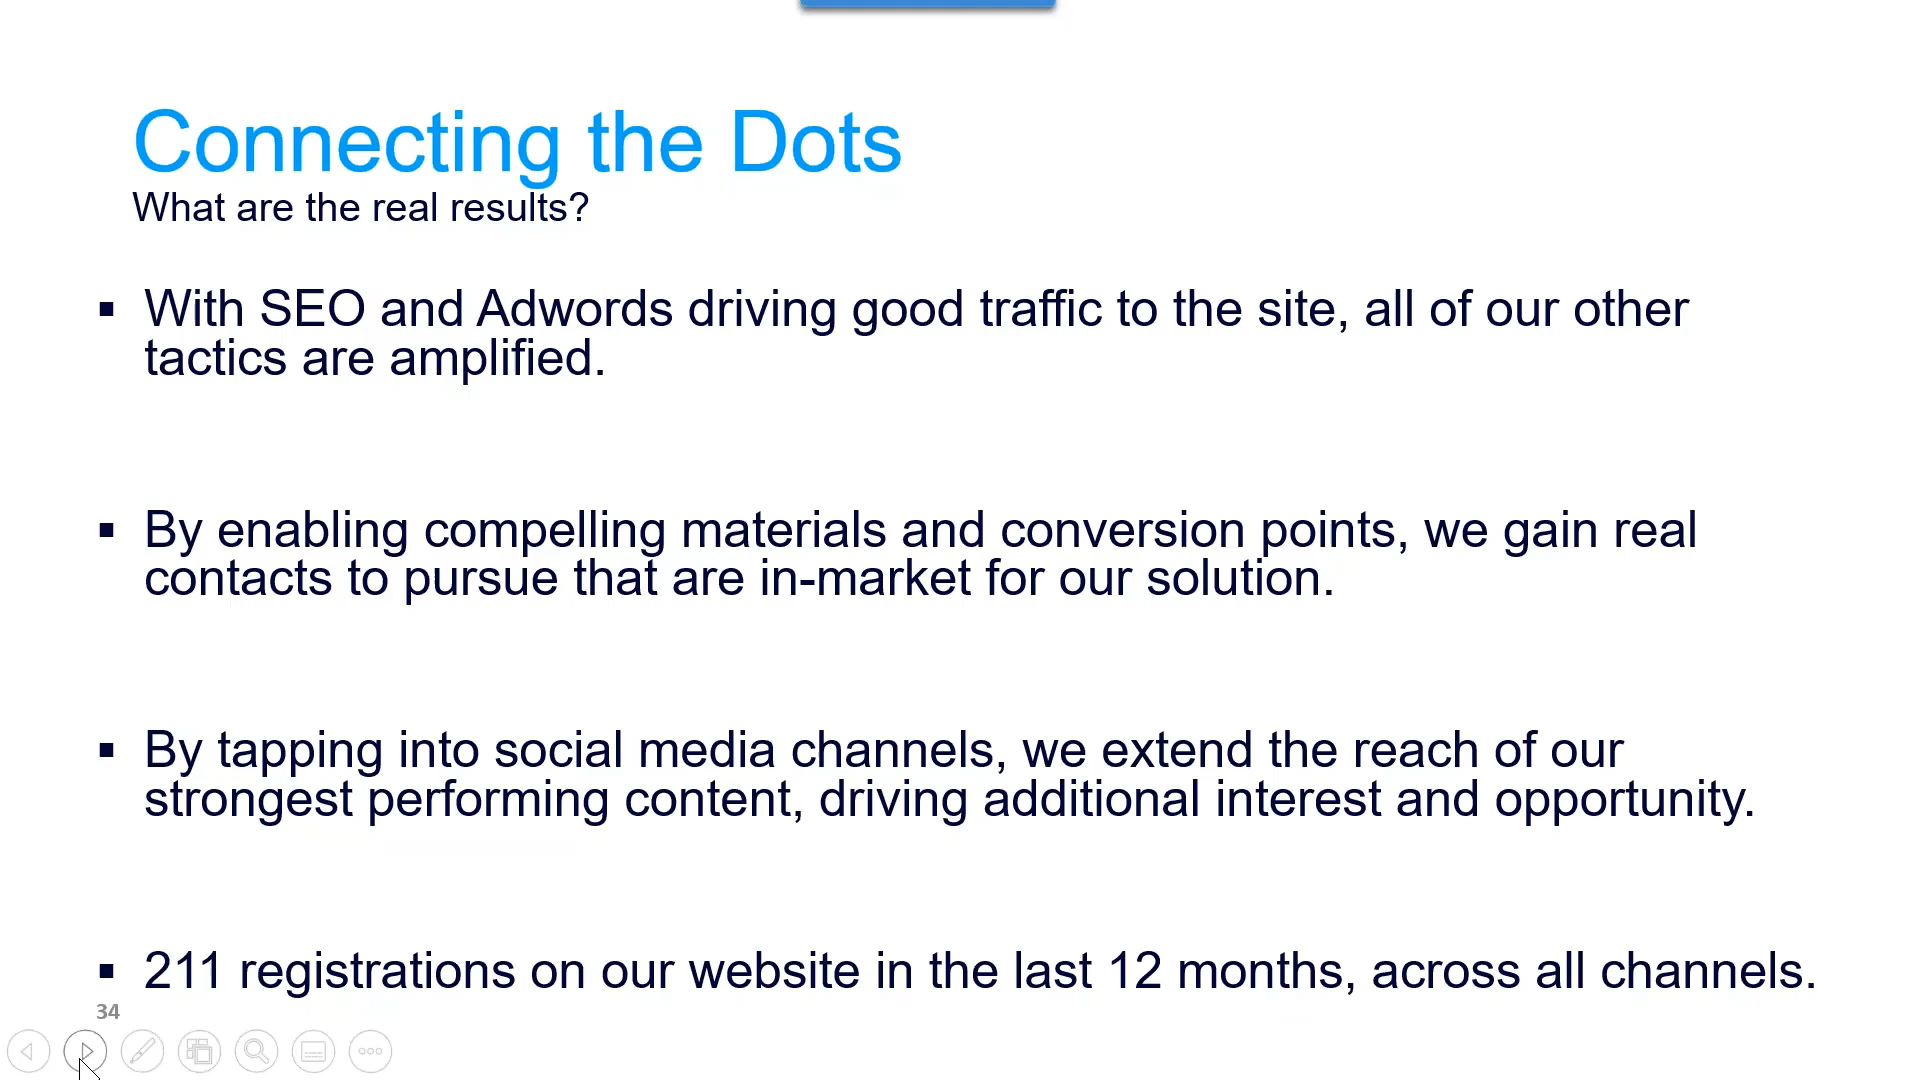 Connecting the Dots
What are the real results?
▪ With SEO and Adwords driving good traffic to the site, all of our other
tactics are amplified.
▪ By enabling compelling materials and conversion points, we gain real
contacts to pursue that are in-market for our solution.
▪ By tapping into social media channels, we extend the reach of our
strongest performing content, driving additional interest and opportunity.
▪ 211 registrations on our website in the last 12 months, across all channels.
34